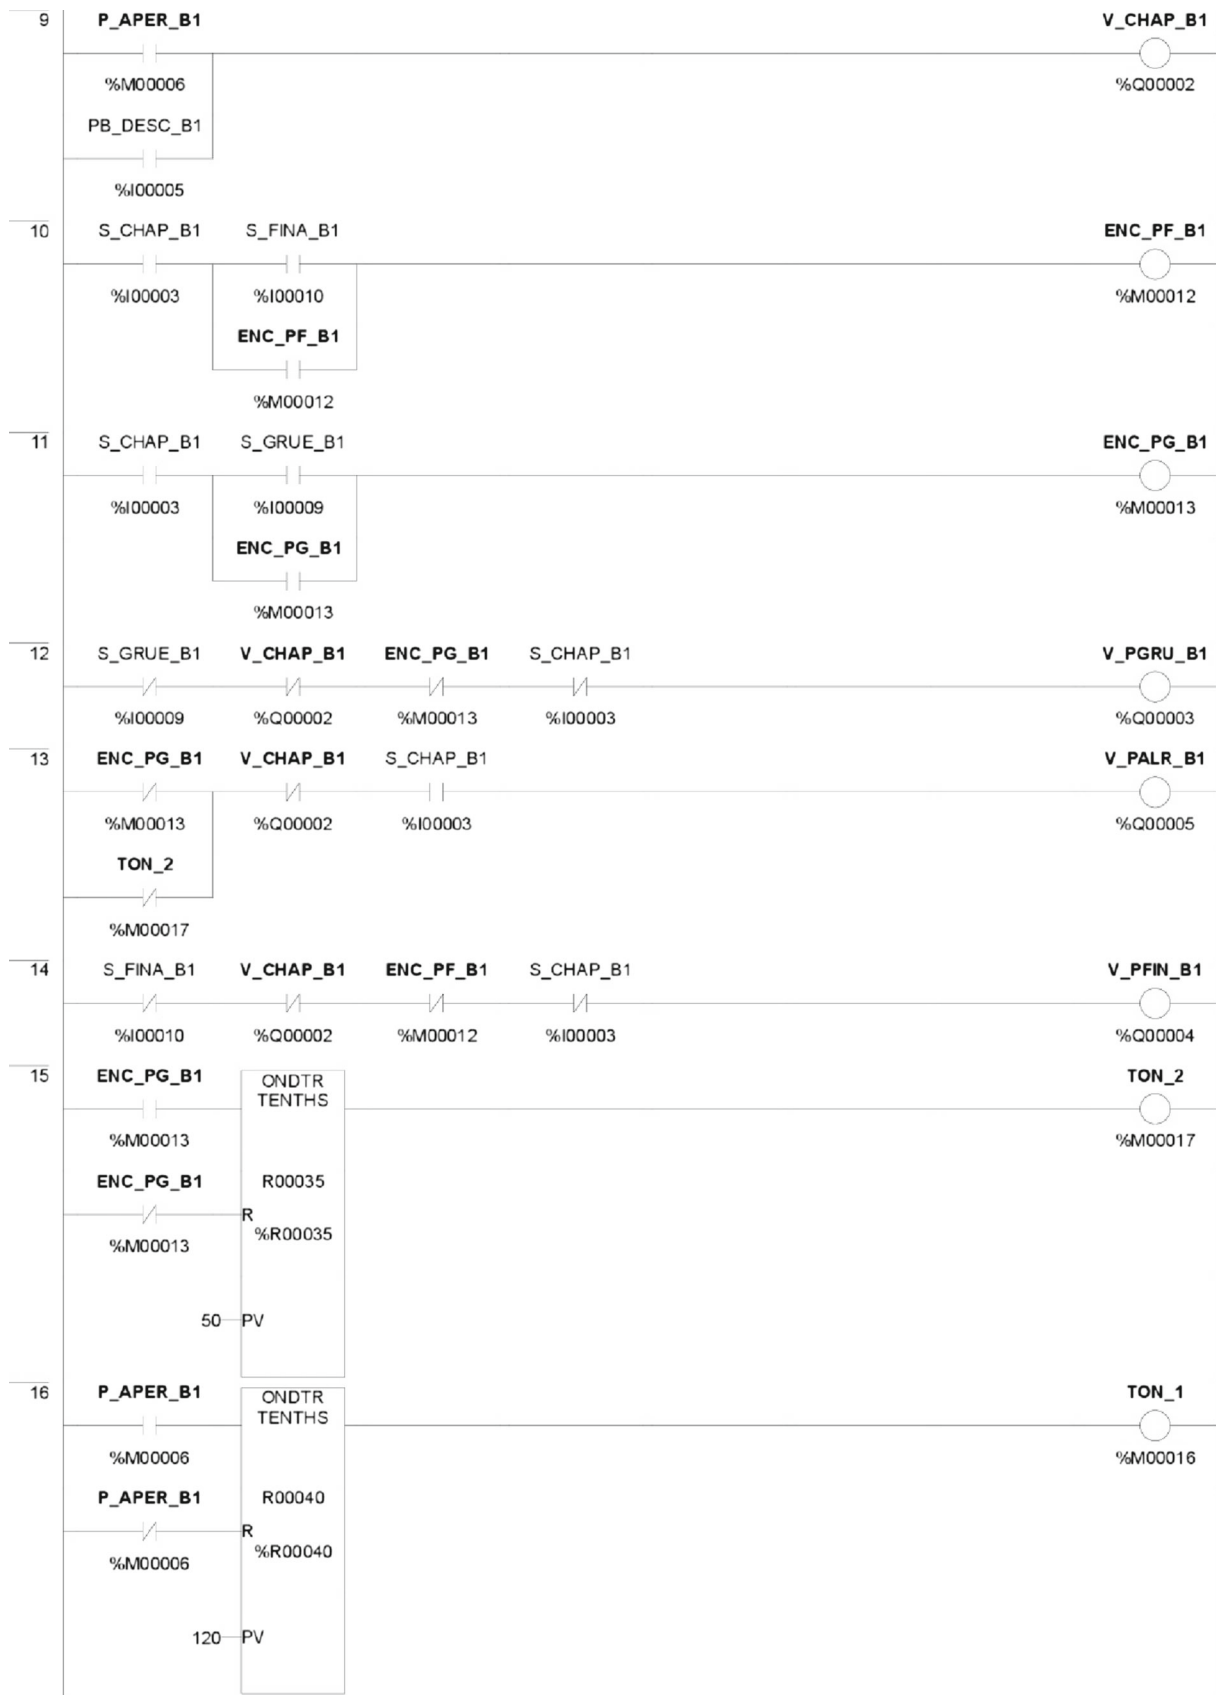 9 P_APER_B1 V_CHAP_B1
%M00006 %Q00002
PB_DESC_B1
%I00005
10 S_CHAP_B1 S_FINA_B1 ENC_PF_B1
%I00003 %I00010 %M00012
ENC_PF_B1
%M00012
11 S_CHAP_B1 S_GRUE_B1 ENC_PG_B1
%I00003 %I00009 %M00013
ENC_PG_B1
%M00013
12 S_GRUE_B1 V_CHAP_B1 ENC_PG_B1 S_CHAP_B1 V_PGRU_B1
%I00009 %Q00002 %M00013 %I00003 %Q00003
13 ENC_PG_B1 V_CHAP_B1 S_CHAP_B1 V_PALR_B1
%M00013 %Q00002 %I00003 %Q00005
TON_2
%M00017
14 S_FINA_B1 V_CHAP_B1 ENC_PF_B1 S_CHAP_B1 V_PFIN_B1
%I00010 %Q00002 %M00012 %I00003 %Q00004
15 ENC_PG_B1 ONDTR TON_2
TENTHS
%M00013 %M00017
ENC_PG_B1 R00035
R
%R00035
%M00013
50 PV
16 P_APER_B1 ONDTR TON_1
TENTHS
%M00006 %M00016
P_APER_B1 R00040
R
%R00040
%M00006
120 PV